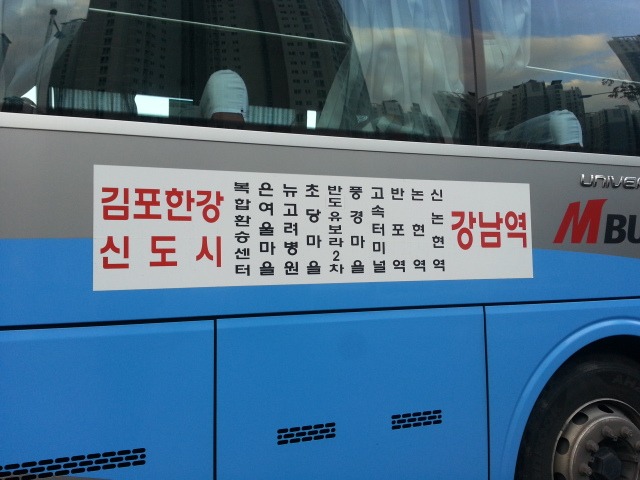 김포한강
신도시
복합환승센터
은여울마을
뉴고려병원
초당마을
반도유보라2차
풍경마을
고속터미널
반포역
논현역
신논현역
강남역
UNIVER
M BU